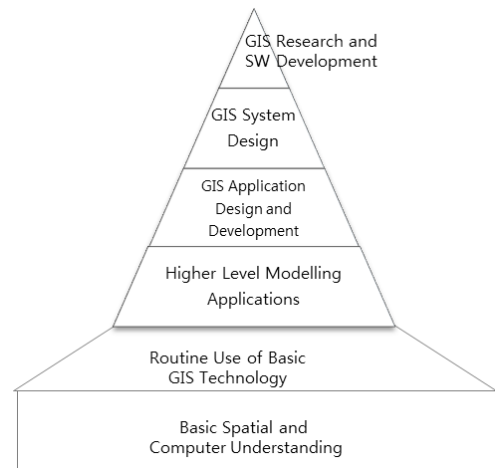 GIS Research and
SW Development
GIS System
Design
GIS Application
Design and
Development
Higher Level Modelling
Applications
Routine Use of Basic
GIS Technology
Basic Spatial and
Computer Understanding